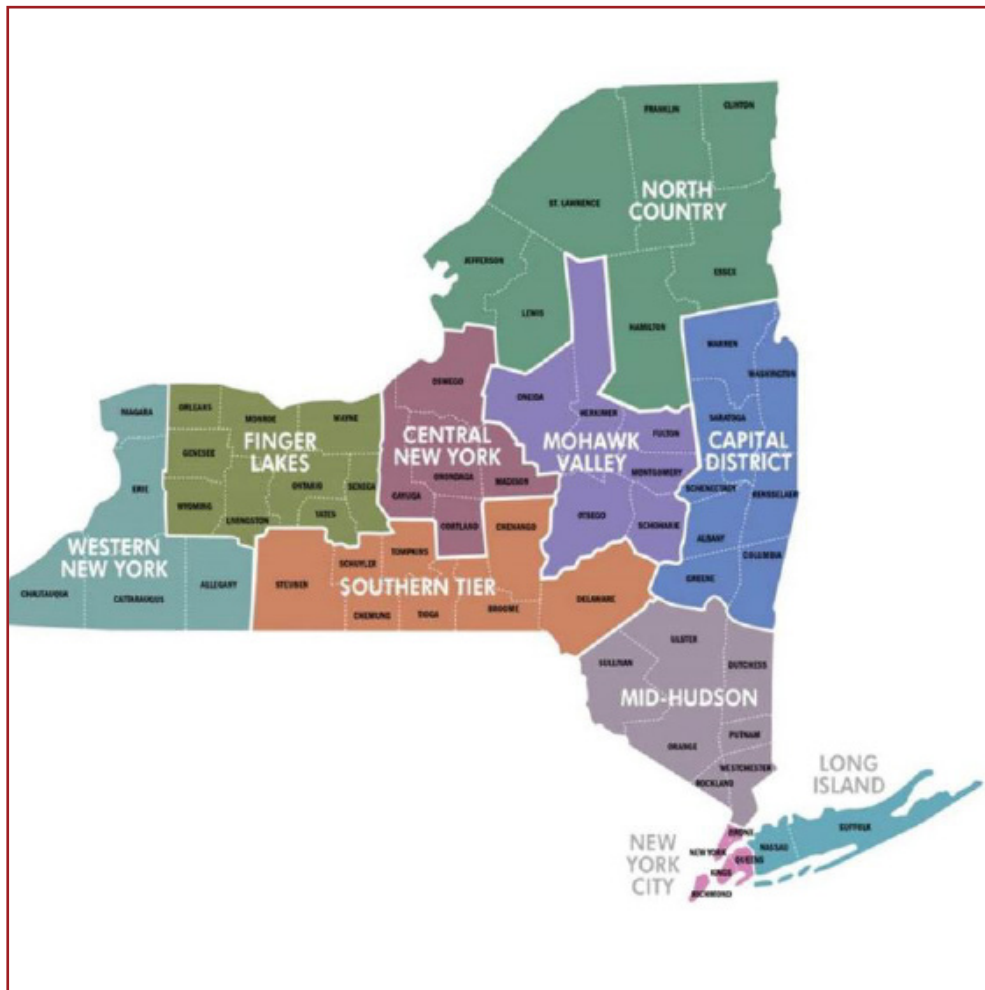 FRANKLIN
CLINTON
NORTH
COUNTRY
ST. LAWRENCE
JEFFERSON
ESSEX
LEWIS
HAMILTON
WARREN
WASHINGTON
OSWEGO
ONEIDA
HERKIMER
SARATOGA
NIAGARA
ORLEANS
MONROE
WAYNE
FULTON
FINGER
LAKES
CENTRAL
NEW YORK
MOHAWK
VALLEY
CAPITAL
DISTRICT
GENESEE
ONONDAGA
MADISON
MONTGOMERY
ERIE
ONTARIO
SENECA
CAYUGA
SCHENECTADY
RENSSELAER
WYOMING
LIVINGSTON
YATES
CORTLAND
CHENANGO
OTSEGO
SCHOHARIE
ALBANY
WESTERN
NEW YORK
TOMPKINS
SCHUYLER
COLUMBIA
CHAUTAUQUA
CATTARAUGUS
ALLEGANY
STEUBEN
SOUTHERN TIER
GREENE
CHEMUNG
TIOGA
BROOME
DELAWARE
ULSTER
SULLIVAN
DUTCHESS
MID-HUDSON
PUTNAM
ORANGE
WESTCHESTER
ROCKLAND
LONG
ISLAND
BRONX
SUFFOLK
NEW
YORK
CITY
NEW YORK
NASSAU
QUEENS
KINGS
RICHMOND